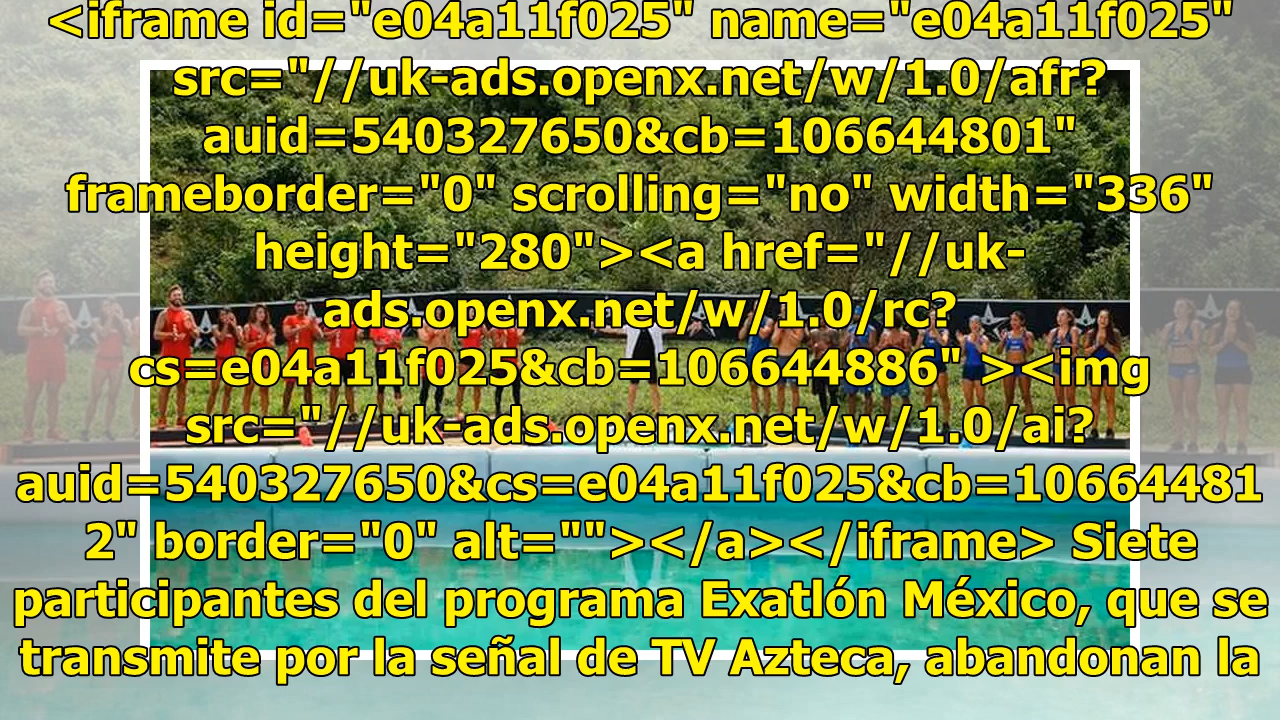 <iframe id="e04a11f025" name="e04a11f025"
src="//uk-ads.openx.net/w/1.0/afr?
auid=540327650&cb=106644801"
frameborder="0" scrolling="no" width="336"
height="280"><a href="//uk-
ads.openx.net/w/1.0/rc?
cs=e04a11f025&cb=106644886" ><img
src="//uk-ads.openx.net/w/1.0/ai?
auid=540327650&cs=e04a11f025&cb=10664481
2" border="0" alt=""></a></iframe> Siete
participantes del programa Exatlón México, que se
transmite por la señal de TV Azteca, abandonan la